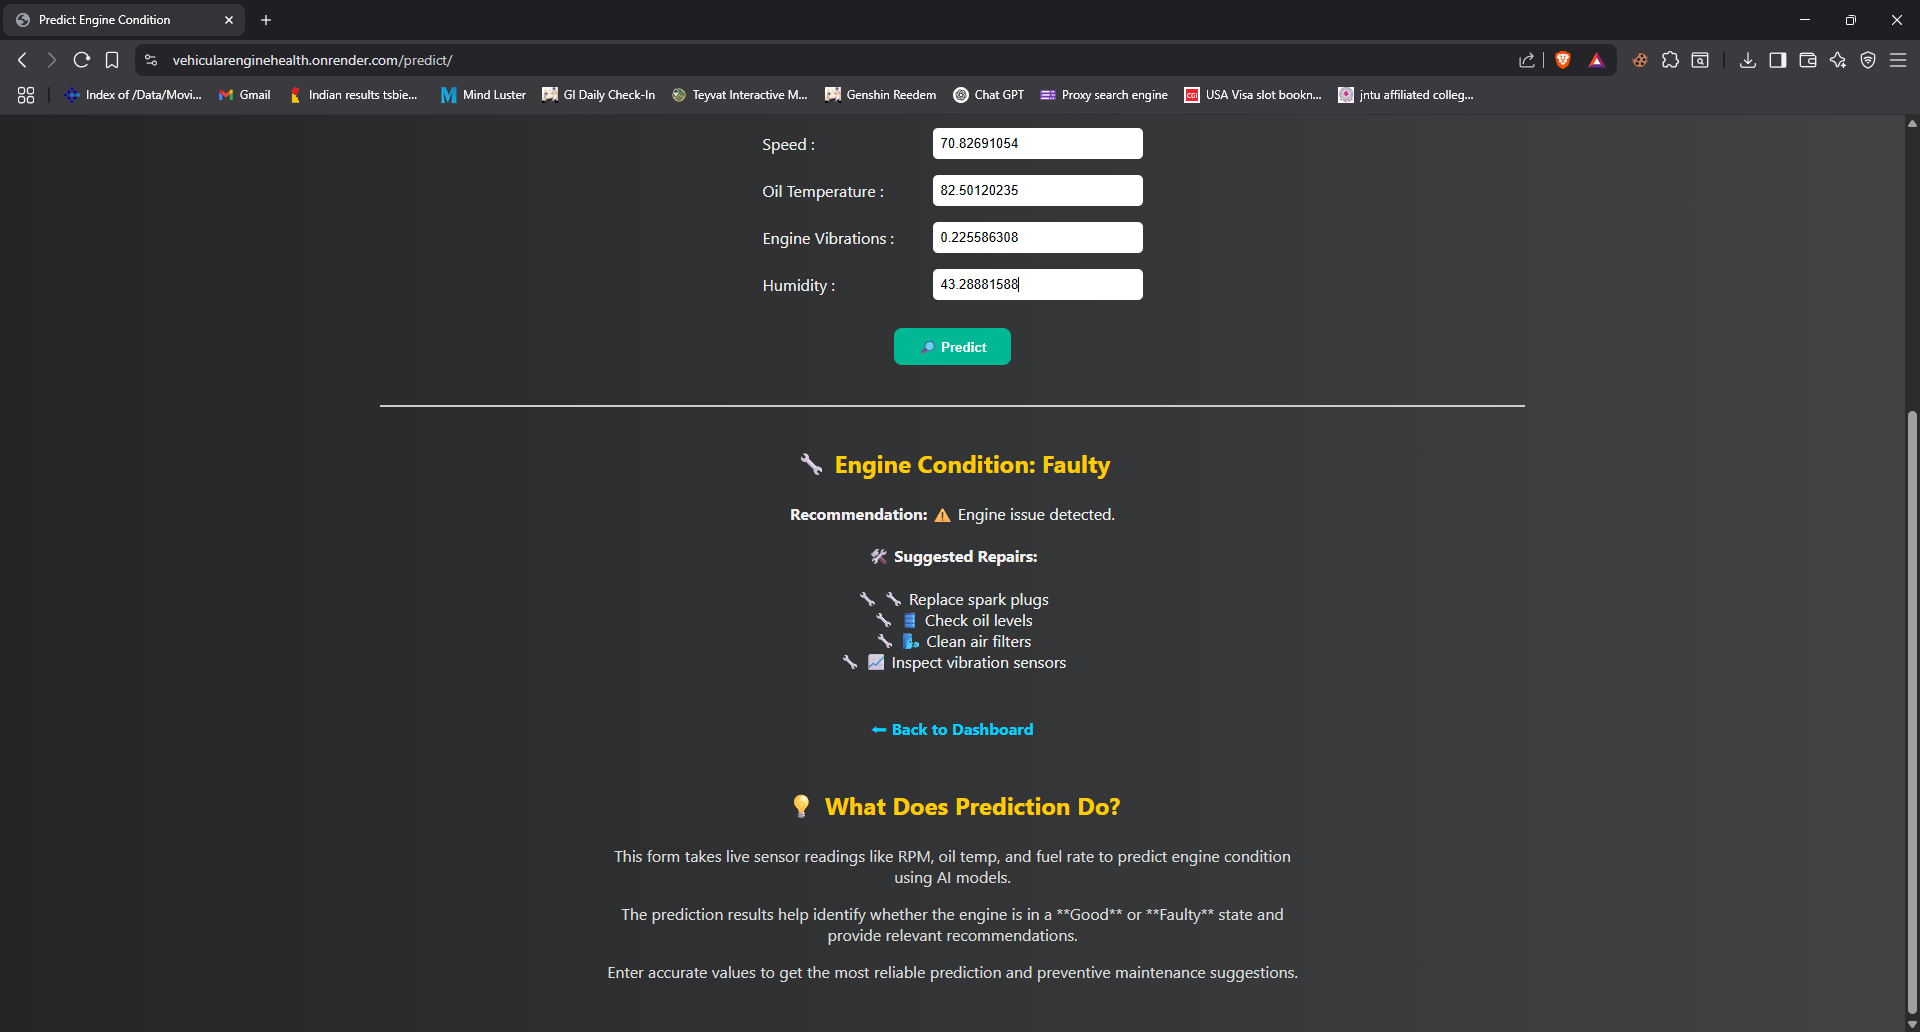 Predict Engine Condition
vehicularenginehealth.onrender.com/predict/
Index of /Data/Movi...
Gmail
Indian results tsbie...
Mind Luster
GI Daily Check-In
Teyvat Interactive M...
Genshin Reedem
Chat GPT
Proxy search engine
CGI
USA Visa slot bookn...
jntu affiliated colleg...
Speed :
70.82691054
Oil Temperature :
82.50120235
Engine Vibrations :
0.225586308
Humidity :
43.28881588
Predict
Engine Condition: Faulty
Recommendation: ⚠️ Engine issue detected.
🛠️ Suggested Repairs:
🔧 🔧 Replace spark plugs
🔧 🛢️ Check oil levels
🔧 🌬️ Clean air filters
🔧 📈 Inspect vibration sensors
⬅ Back to Dashboard
💡 What Does Prediction Do?
This form takes live sensor readings like RPM, oil temp, and fuel rate to predict engine condition
using AI models.
The prediction results help identify whether the engine is in a **Good** or **Faulty** state and
provide relevant recommendations.
Enter accurate values to get the most reliable prediction and preventive maintenance suggestions.